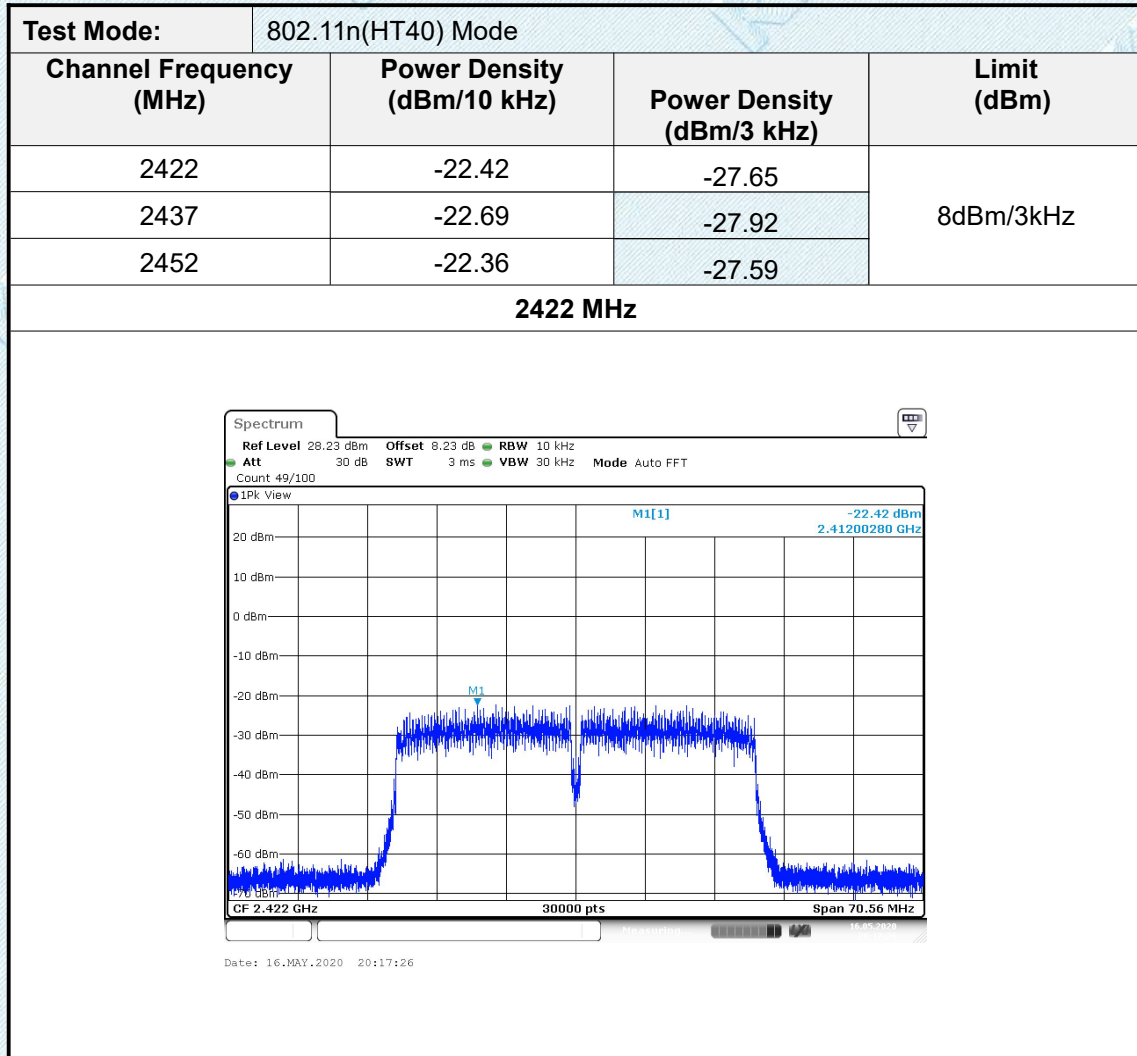 Test Mode: 802.11n(HT40) Mode
Channel Frequency (MHz) Power Density (dBm/10 kHz) Power Density (dBm/3 kHz) Limit (dBm)
2422 -22.42 -27.65 8dBm/3kHz
2437 -22.69 -27.92
2452 -22.36 -27.59
2422 MHz
Spectrum
Ref Level 28.23 dBm Offset 8.23 dB RBW 10 kHz
Att 30 dB SWT 3 ms VBW 30 kHz Mode Auto FFT
Count 49/100
1Pk View
M1[1] -22.42 dBm
2.41200280 GHz
20 dBm
10 dBm
0 dBm
-10 dBm
-20 dBm
M1
-30 dBm
-40 dBm
-50 dBm
-60 dBm
-70 dBm
CF 2.422 GHz 30000 pts Span 70.56 MHz
Measuring... 16.05.2020
Date: 16.MAY.2020 20:17:26